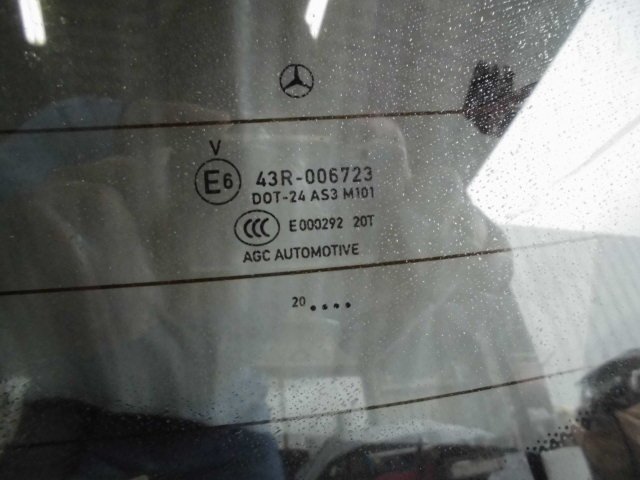 V
E6 43R-006723
DOT-24 AS3 M101
CCC E000292 20T
AGC AUTOMOTIVE
20 ....